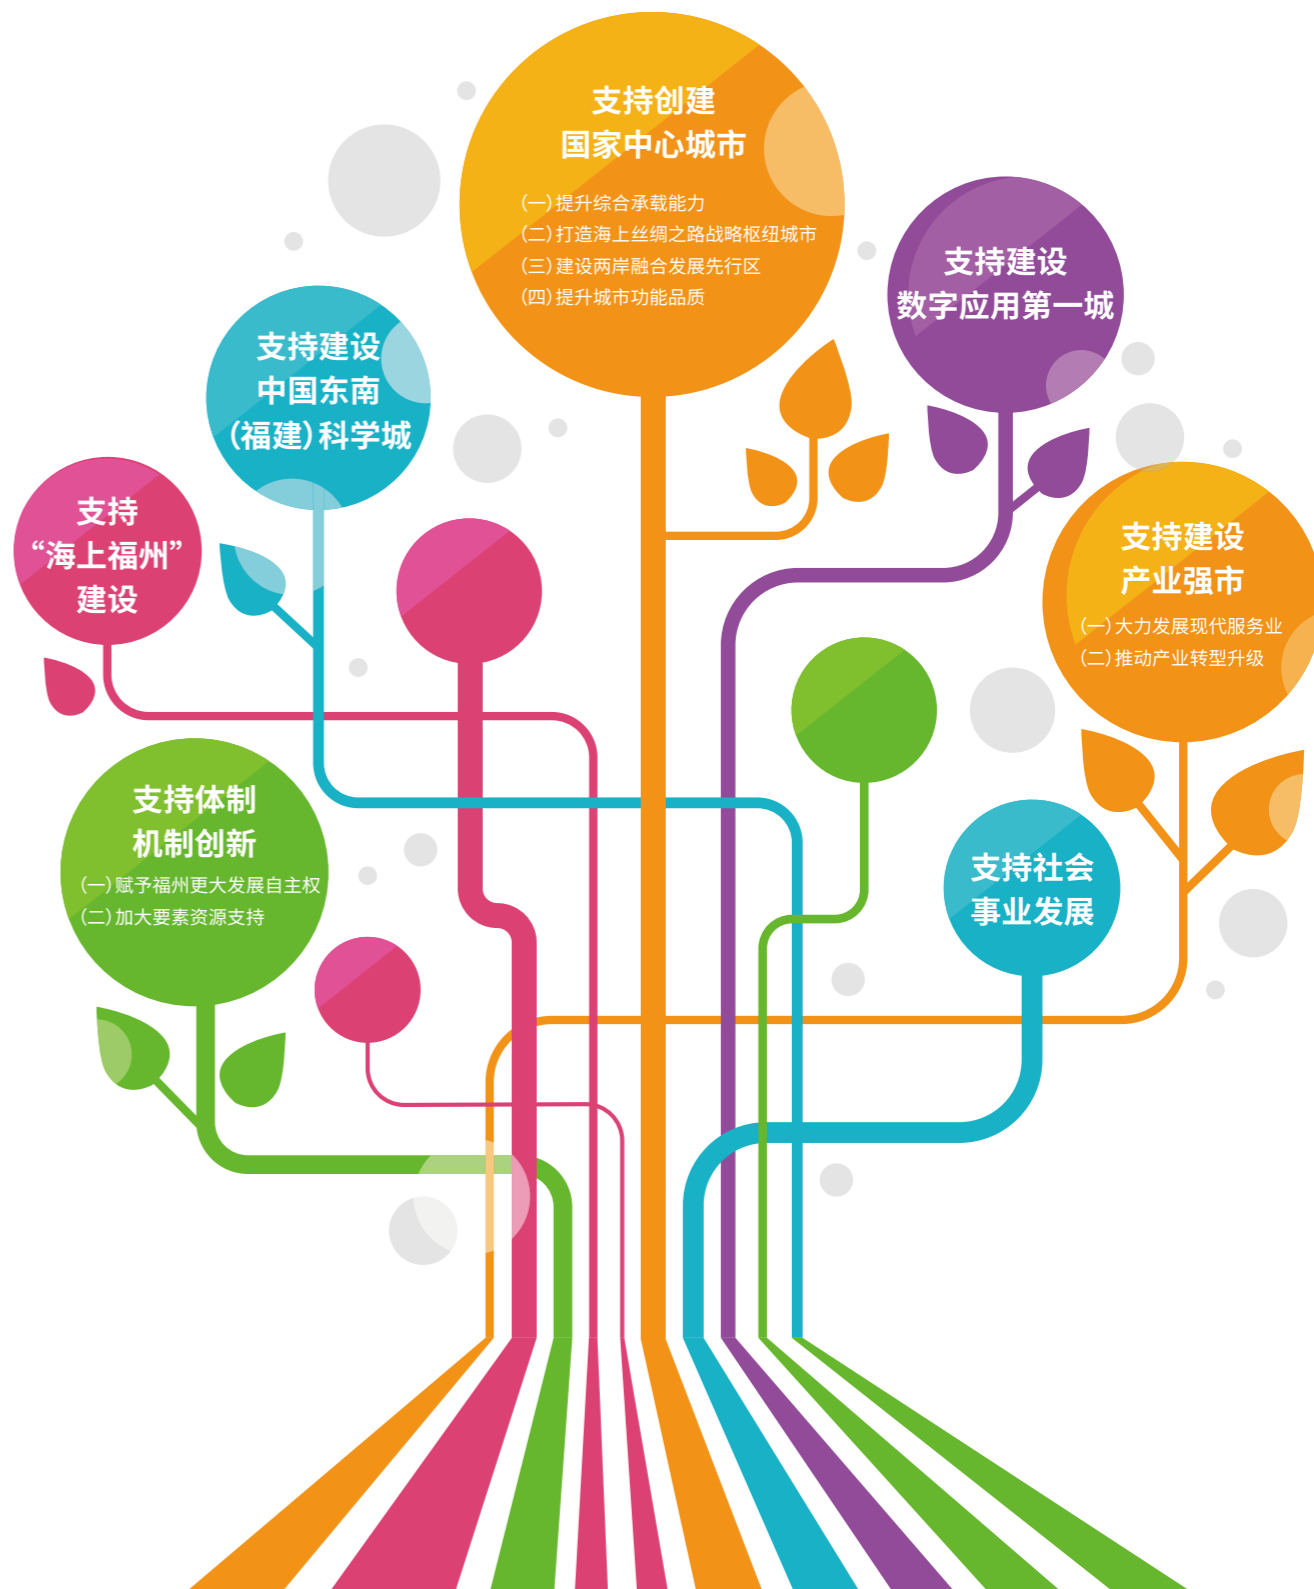 支持创建
国家中心城市
（一）提升综合承载能力
（二）打造海上丝绸之路战略枢纽城市
（三）建设两岸融合发展先行区
（四）提升城市功能品质
支持建设
数字应用第一城
支持建设
中国东南
（福建）科学城
支持
“海上福州”
建设
支持建设
产业强市
（一）大力发展现代服务业
（二）推动产业转型升级
支持体制
机制创新
（一）赋予福州更大发展自主权
（二）加大要素资源支持
支持社会
事业发展